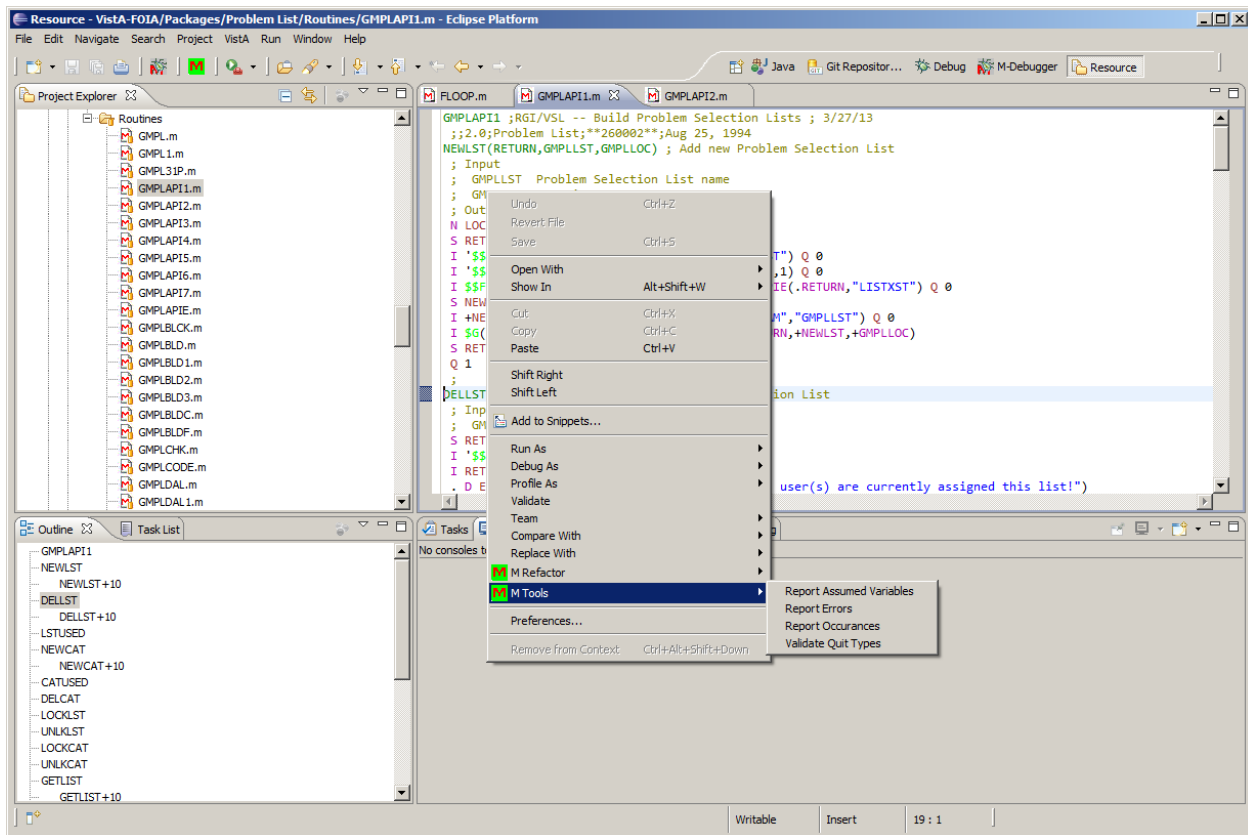 Resource - VistA-FOIA/Packages/Problem List/Routines/GMPLAPI1.m - Eclipse Platform
File Edit Navigate Search Project VistA Run Window Help
M
Java Git Repositor... Debug M-Debugger Resource
Project Explorer
Routines
GMPL.m
GMPL1.m
GMPL31P.m
GMPLAPI1.m
GMPLAPI2.m
GMPLAPI3.m
GMPLAPI4.m
GMPLAPI5.m
GMPLAPI6.m
GMPLAPI7.m
GMPLAPIE.m
GMPLBLCK.m
GMPLBLD.m
GMPLBLD1.m
GMPLBLD2.m
GMPLBLD3.m
GMPLBLDC.m
GMPLBLDF.m
GMPLCHK.m
GMPLCODE.m
GMPLDAL.m
GMPLDAL1.m
FLOOP.m GMPLAPI1.m GMPLAPI2.m
GMPLAPI1 ;RGI/VSL -- Build Problem Selection Lists ; 3/27/13
;;2.0;Problem List;**260002**;Aug 25, 1994
NEWLST(RETURN,GMPLLST,GMPLLOC) ; Add new Problem Selection List
; Input
; GMPLLST Problem Selection List name
; GM
; Out
N LOC
S RET
I '$$ T") Q 0
I '$$ ,1) Q 0
I $$F IE(.RETURN,"LISTXST") Q 0
S NEW
I +NE M","GMPLLST") Q 0
I $G( RN,+NEWLST,+GMPLLOC)
S RET
Q 1
;
DELLST ion List
; Inp
; GM
S RET
I '$$
I RET
. D E user(s) are currently assigned this list!")
Undo Ctrl+Z
Revert File
Save Ctrl+S
Open With
Show In Alt+Shift+W
Cut Ctrl+X
Copy Ctrl+C
Paste Ctrl+V
Shift Right
Shift Left
Add to Snippets...
Run As
Debug As
Profile As
Validate
Team
Compare With
Replace With
M M Refactor
M M Tools
Preferences...
Remove from Context Ctrl+Alt+Shift+Down
Report Assumed Variables
Report Errors
Report Occurances
Validate Quit Types
Outline Task List
GMPLAPI1
NEWLST
NEWLST+10
DELLST
DELLST+10
LSTUSED
NEWCAT
NEWCAT+10
CATUSED
DELCAT
LOCKLST
UNLKLST
LOCKCAT
UNLKCAT
GETLIST
GETLIST+10
Tasks
No consoles t
Writable Insert 19 : 1